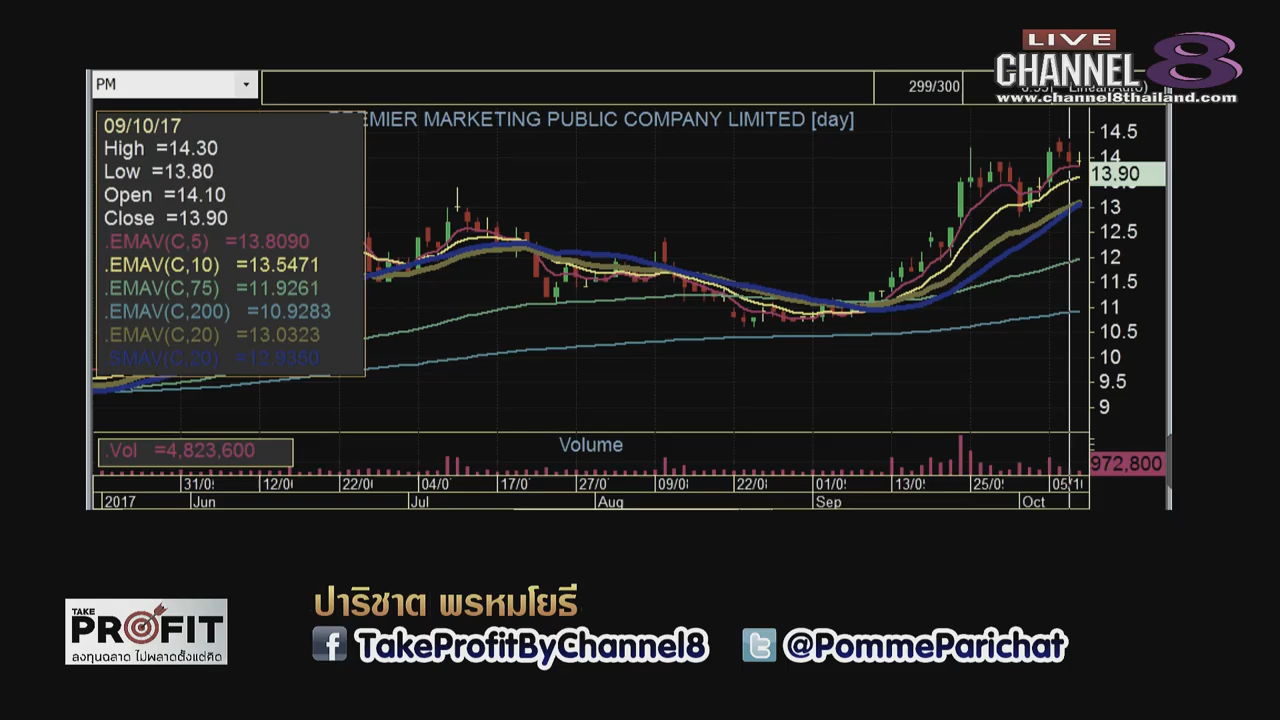 LIVE
CHANNEL 8
www.channel8thailand.com
PM
299/300
PREMIER MARKETING PUBLIC COMPANY LIMITED [day]
09/10/17
High =14.30
Low =13.80
Open =14.10
Close =13.90
.EMAV(C,5) =13.8090
.EMAV(C,10) =13.5471
.EMAV(C,75) =11.9261
.EMAV(C,200) =10.9283
.EMAV(C,20) =13.0323
.SMAV(C,20) =12.9350
14.5
14
13.90
13
12.5
12
11.5
11
10.5
10
9.5
9
.Vol =4,823,600
Volume
972,800
31/0 12/0 22/0 04/0 17/0 27/0 09/0 22/0 01/0 13/0 25/0 05/10
2017 Jun Jul Aug Sep Oct
TAKE
PROFIT
ลงทุนฉลาด ไม่พลาดตั้งแต่คิด
ปาริชาต พรหมโยธี
f TakeProfitByChannel8 t @PommeParichat